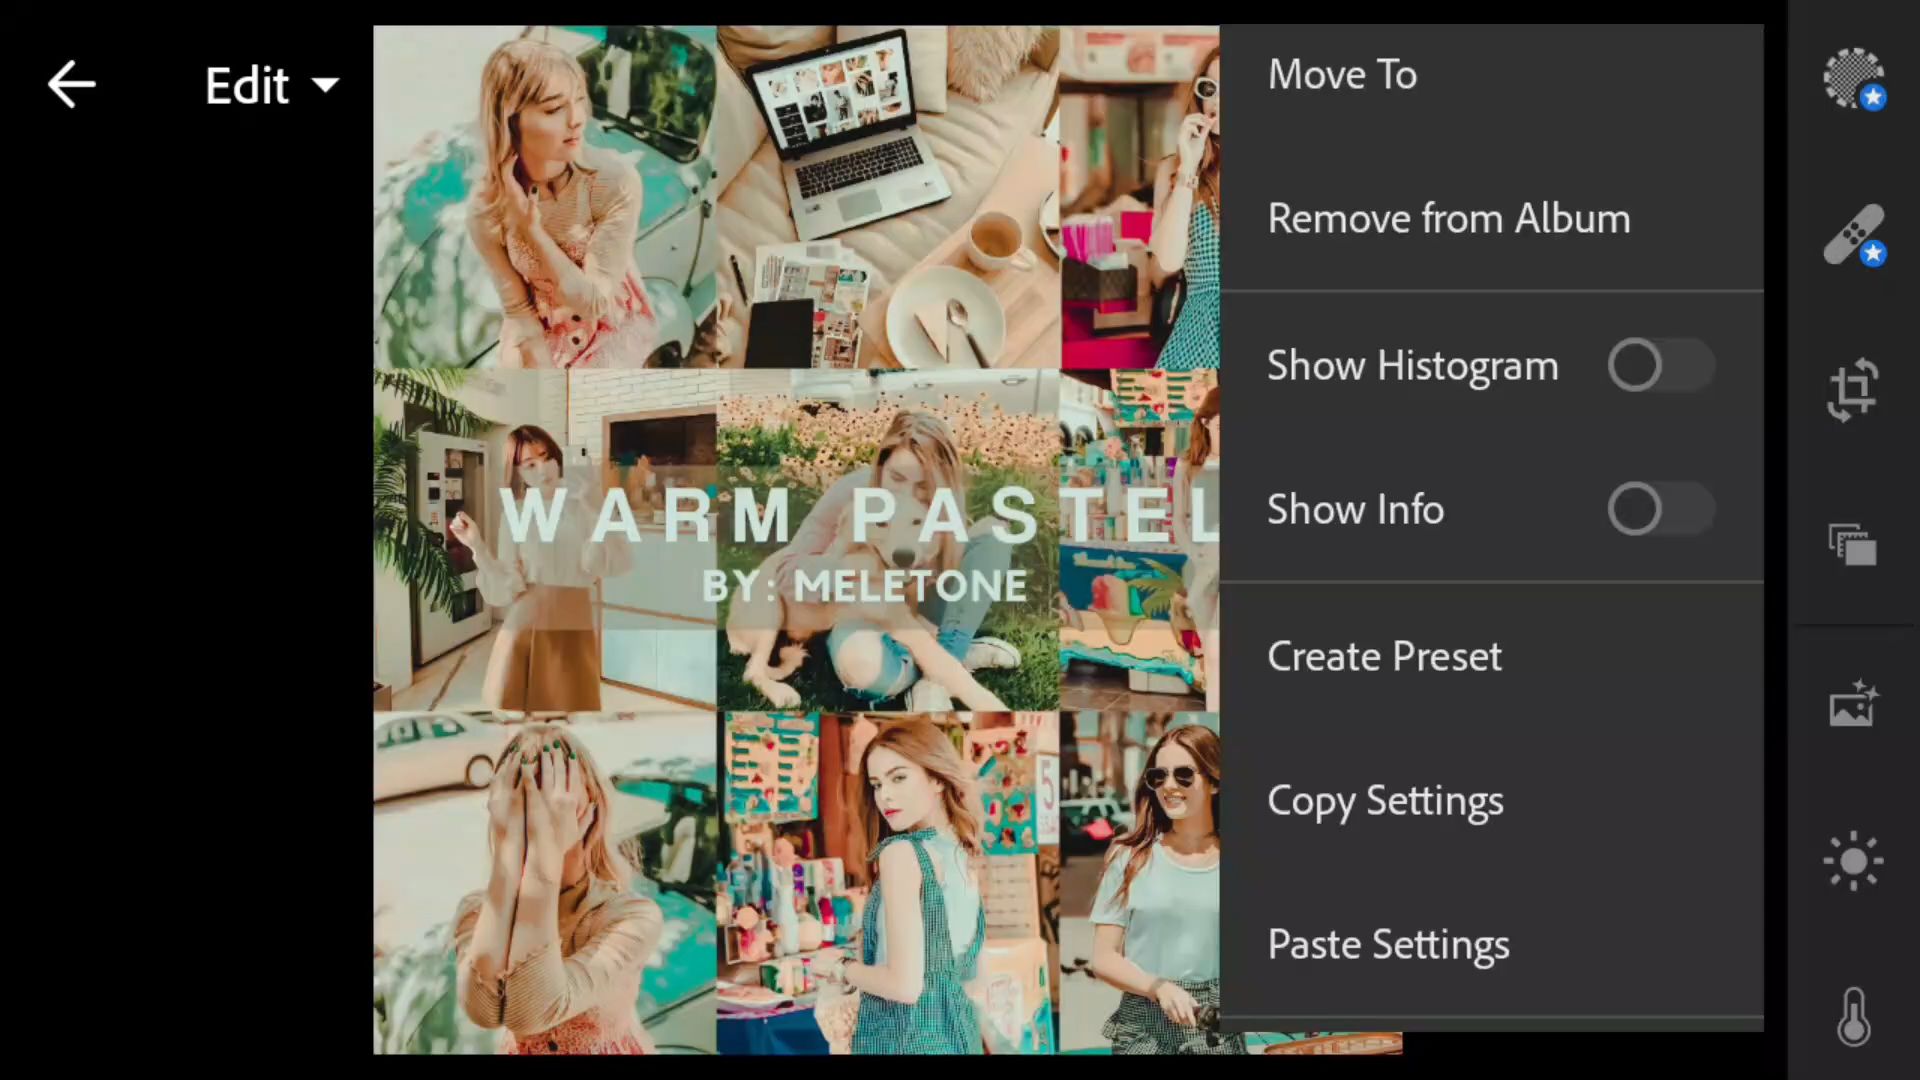 Edit
Move To
Remove from Album
Show Histogram
Show Info
WARM PASTEL
BY: MELETONE
Create Preset
Copy Settings
Paste Settings
5